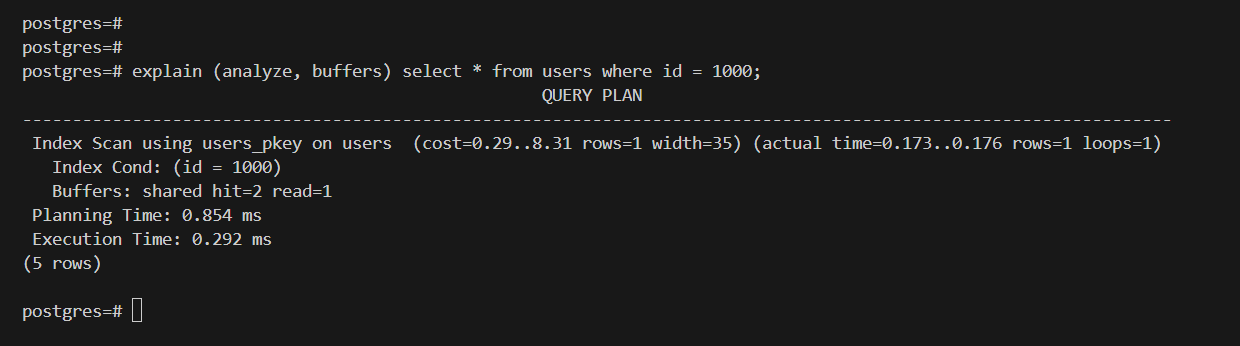 postgres=#
postgres=#
postgres=# explain (analyze, buffers) select * from users where id = 1000;
QUERY PLAN
-------------------------------------------------------------------------------------------------------------------
Index Scan using users_pkey on users  (cost=0.29..8.31 rows=1 width=35) (actual time=0.173..0.176 rows=1 loops=1)
Index Cond: (id = 1000)
Buffers: shared hit=2 read=1
Planning Time: 0.854 ms
Execution Time: 0.292 ms
(5 rows)
postgres=#